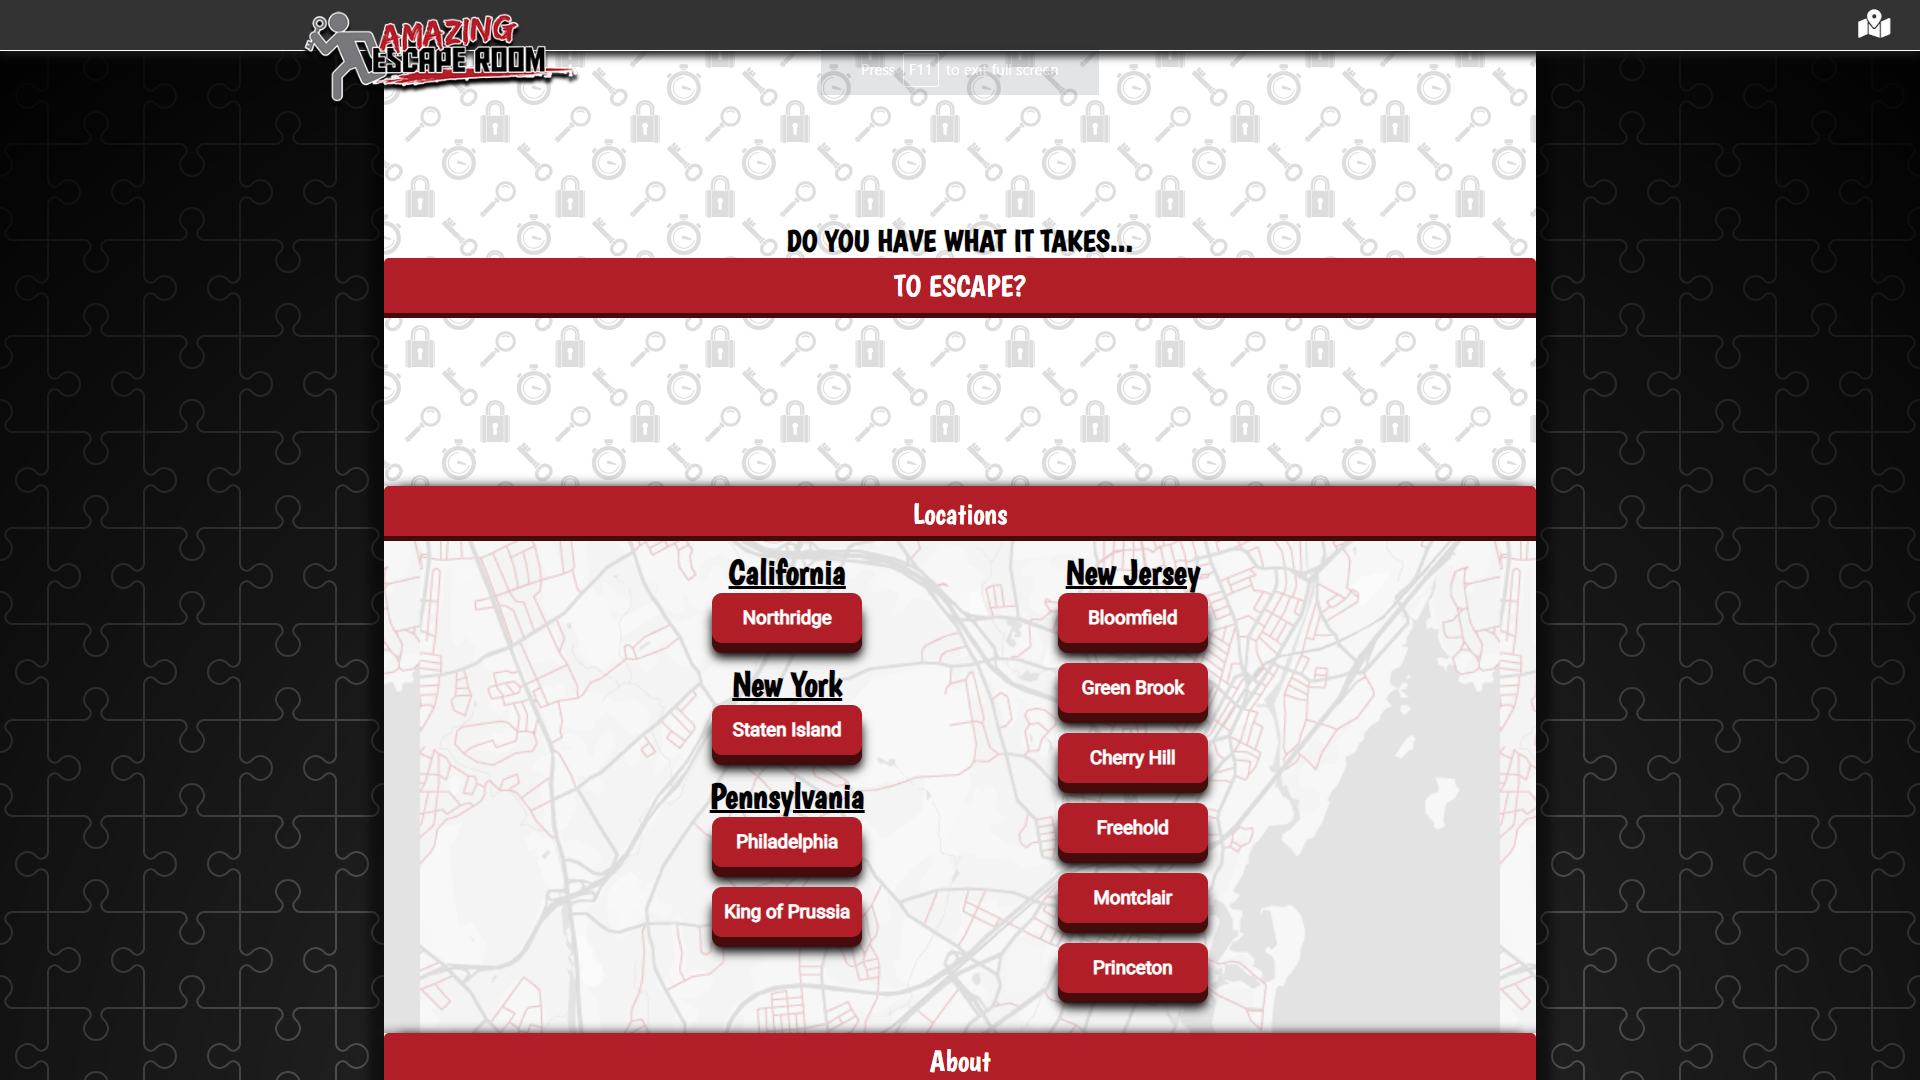 AMAZING
ESCAPE ROOM
Press F11 to exit full screen
DO YOU HAVE WHAT IT TAKES...
TO ESCAPE?
Locations
California
Northridge
New York
Staten Island
Pennsylvania
Philadelphia
King of Prussia
New Jersey
Bloomfield
Green Brook
Cherry Hill
Freehold
Montclair
Princeton
About